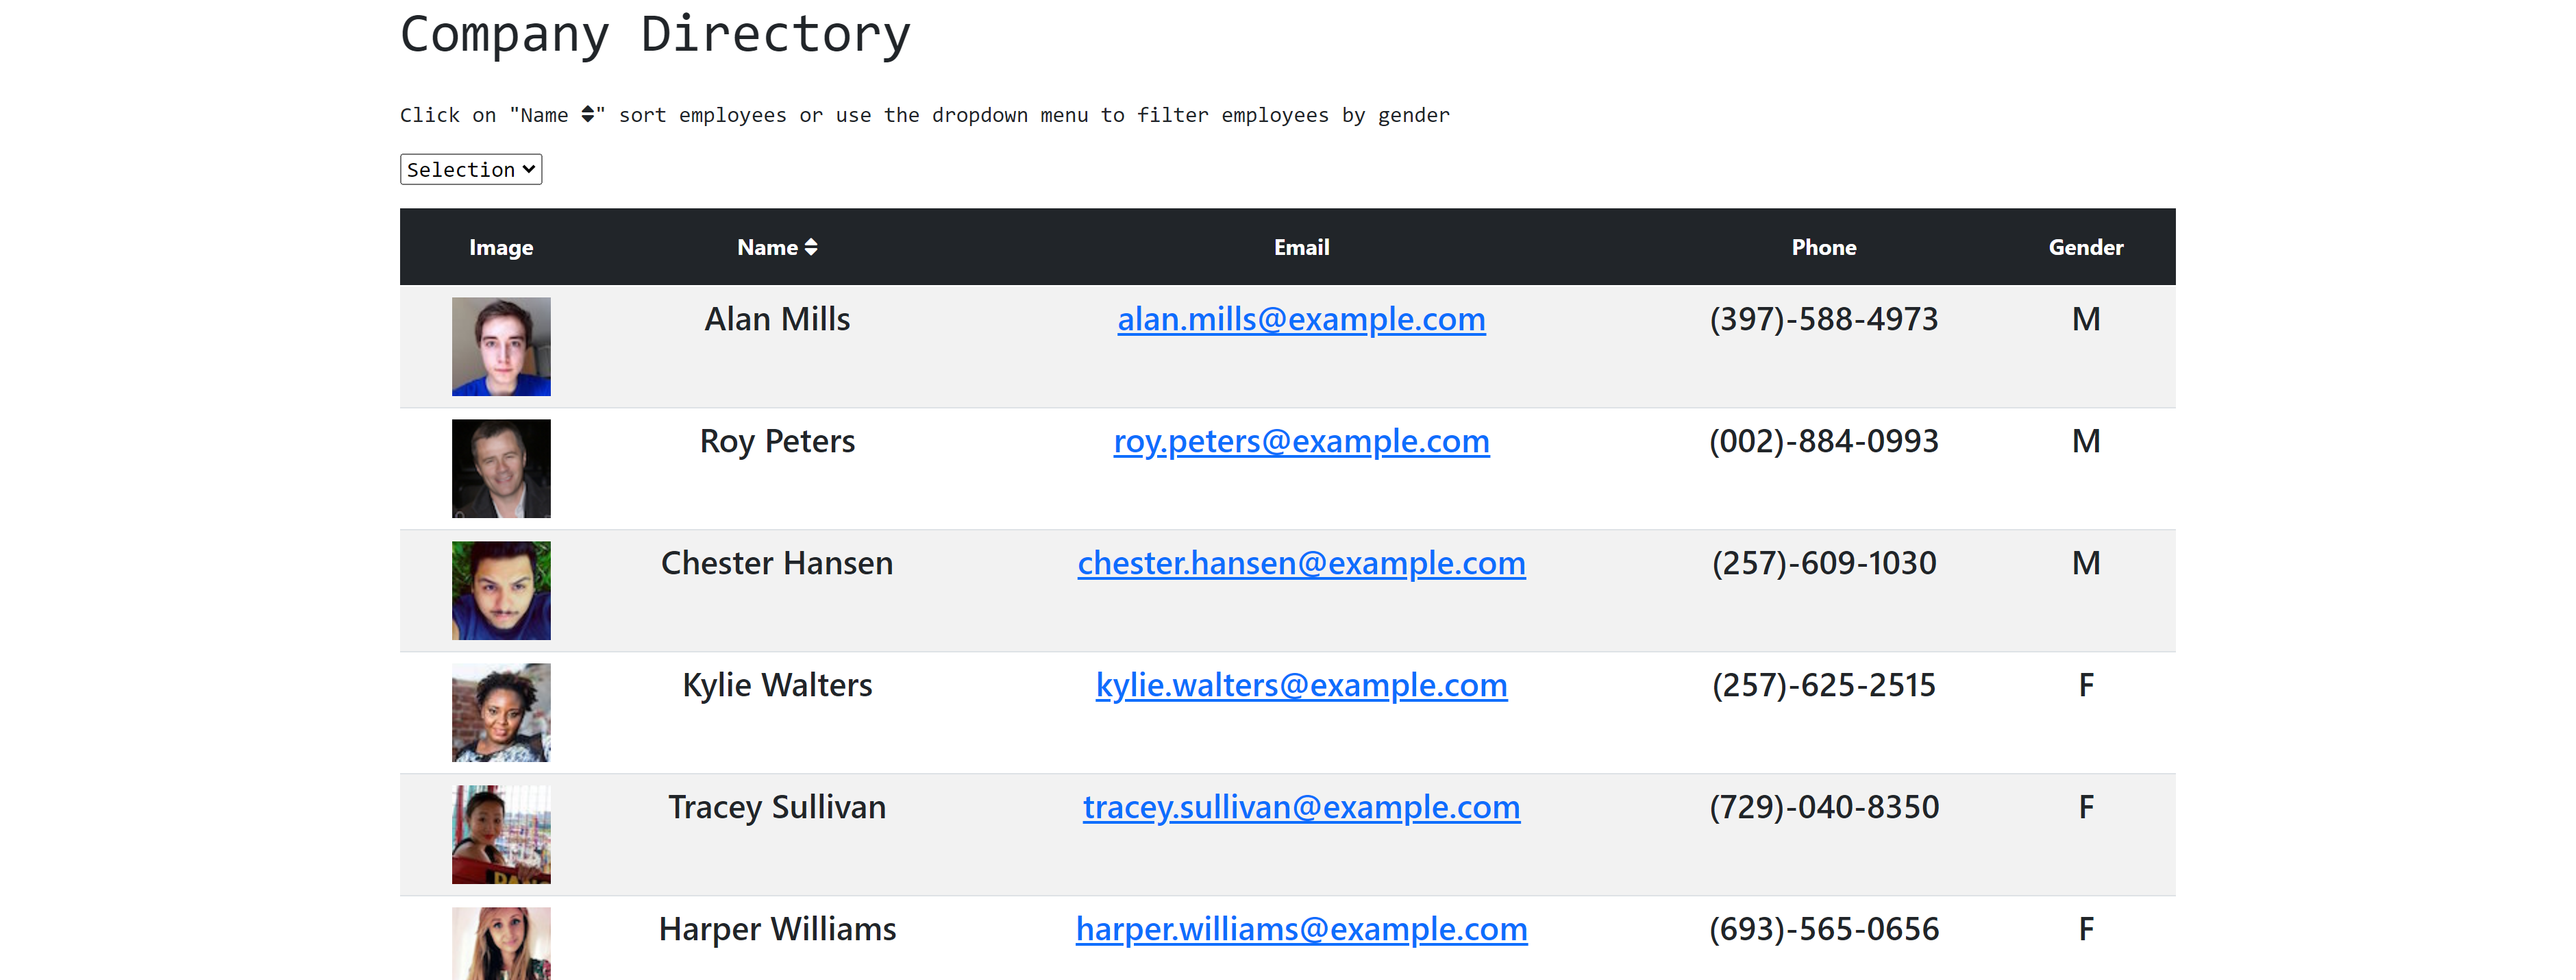 Company Directory
Click on "Name " sort employees or use the dropdown menu to filter employees by gender
Selection
Image Name Email Phone Gender
Alan Mills alan.mills@example.com (397)-588-4973 M
Roy Peters roy.peters@example.com (002)-884-0993 M
Chester Hansen chester.hansen@example.com (257)-609-1030 M
Kylie Walters kylie.walters@example.com (257)-625-2515 F
Tracey Sullivan tracey.sullivan@example.com (729)-040-8350 F
Harper Williams harper.williams@example.com (693)-565-0656 F